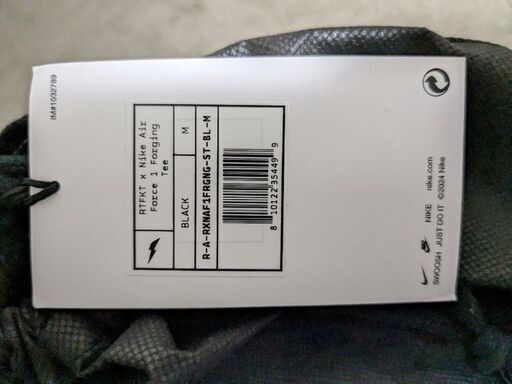 IM#1032789
RTFKT x Nike Air
Force 1 Forging
Tee
BLACK
M
R-A-RXNAF1FRGNG-ST-BL-M
8 10122 35449 9
NIKE
nike.com
SWOOSH JUST DO IT ©2024 Nike